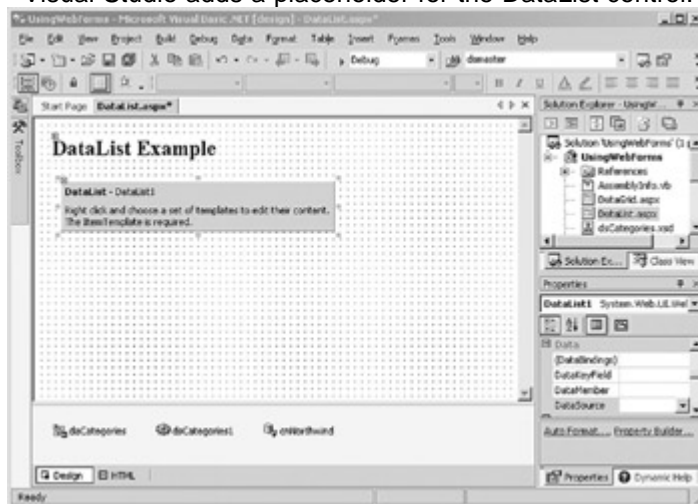 Visual Studio adds a placeholder for the DataList control.
UsingWebForms - Microsoft Visual Basic .NET [design] - DataList.aspx*
File Edit View Project Build Debug Data Format Table Insert Frames Tools Window Help
Debug
dsmaster
Start Page DataList.aspx*
Toolbox
DataList Example
DataList - DataList1
Right click and choose a set of templates to edit their content.
The ItemTemplate is required.
daCategories dsCategories1 cnNorthwind
Design HTML
Ready
Solution Explorer - UsingW...
Solution 'UsingWebForms' (1
UsingWebForms
References
AssemblyInfo.vb
DataGrid.aspx
DataList.aspx
dsCategories.xsd
Solution Ex... Class View
Properties
DataList1 System.Web.UI.We
Data
(DataBindings)
DataKeyField
DataMember
DataSource
Auto Format..., Property Builder...
Properties Dynamic Help